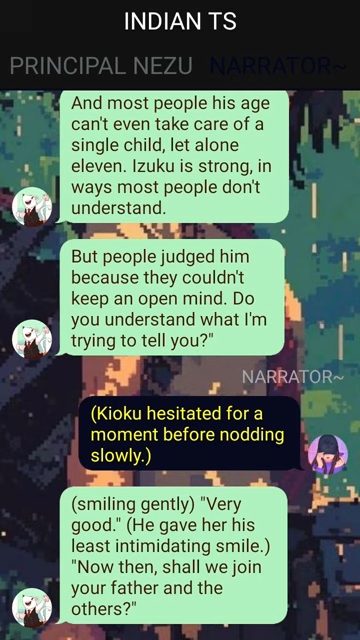 INDIAN TS
PRINCIPAL NEZU NARRATOR~
And most people his age
can't even take care of a
single child, let alone
eleven. Izuku is strong, in
ways most people don't
understand.
But people judged him
because they couldn't
keep an open mind. Do
you understand what I'm
trying to tell you?"
NARRATOR~
(Kioku hesitated for a
moment before nodding
slowly.)
(smiling gently) "Very
good." (He gave her his
least intimidating smile.)
"Now then, shall we join
your father and the
others?"